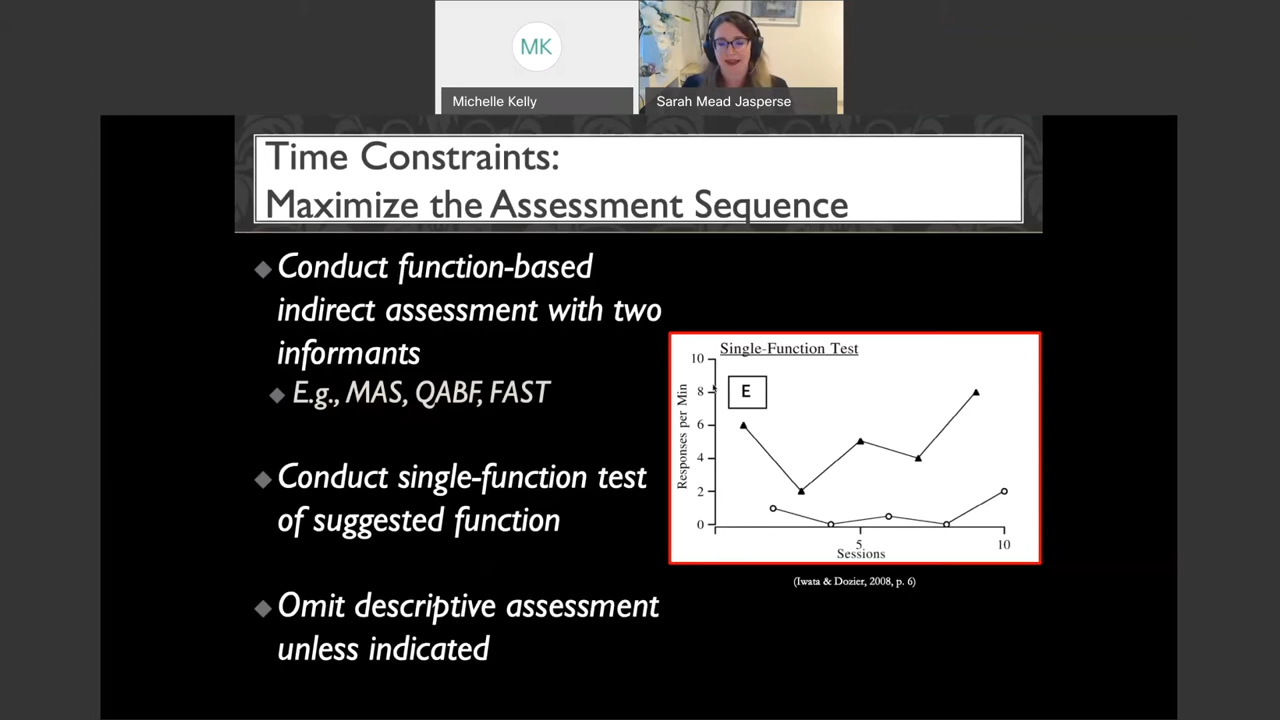 MK
Michelle Kelly
Sarah Mead Jasperse
Time Constraints:
Maximize the Assessment Sequence
Conduct function-based
indirect assessment with two
informants
E.g., MAS, QABF, FAST
Conduct single-function test
of suggested function
Omit descriptive assessment
unless indicated
Single-Function Test
E
Responses per Min
10
8
6
4
2
0
5
10
Sessions
(Iwata & Dozier, 2008, p. 6)